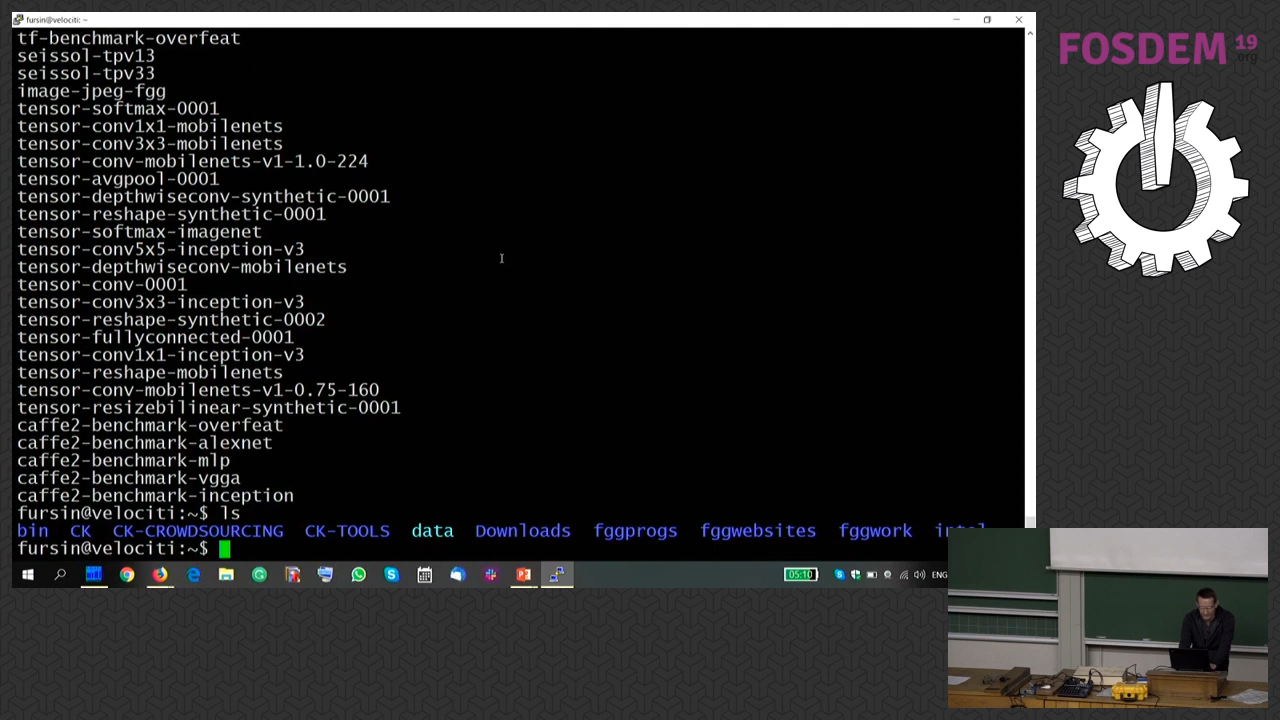 fursin@velociti: ~
tf-benchmark-overfeat
seissol-tpv13
seissol-tpv33
image-jpeg-fgg
tensor-softmax-0001
tensor-conv1x1-mobilenets
tensor-conv3x3-mobilenets
tensor-conv-mobilenets-v1-1.0-224
tensor-avgpool-0001
tensor-depthwiseconv-synthetic-0001
tensor-reshape-synthetic-0001
tensor-softmax-imagenet
tensor-conv5x5-inception-v3
tensor-depthwiseconv-mobilenets
tensor-conv-0001
tensor-conv3x3-inception-v3
tensor-reshape-synthetic-0002
tensor-fullyconnected-0001
tensor-conv1x1-inception-v3
tensor-reshape-mobilenets
tensor-conv-mobilenets-v1-0.75-160
tensor-resizebilinear-synthetic-0001
caffe2-benchmark-overfeat
caffe2-benchmark-alexnet
caffe2-benchmark-mlp
caffe2-benchmark-vgga
caffe2-benchmark-inception
fursin@velociti:~$ ls
bin CK CK-CROWDSOURCING CK-TOOLS data Downloads fggprogs fggwebsites fggwork intel
fursin@velociti:~$
05:10 ENG
FOSDEM 19
.org